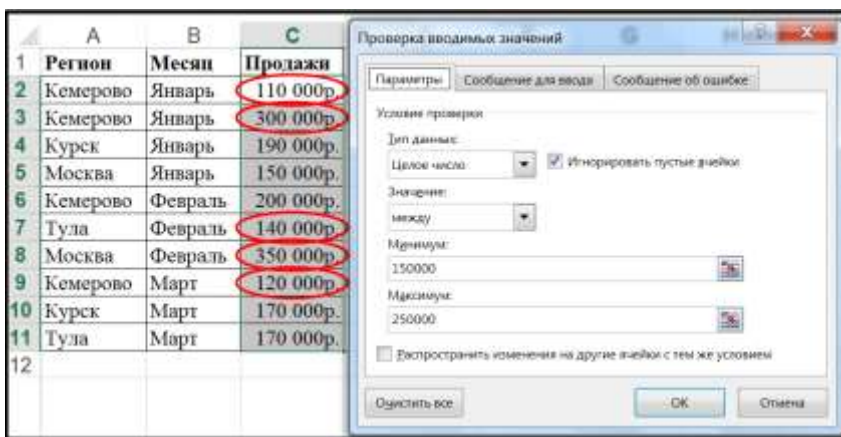 A B C
1 Регион Месяц Продажи
2 Кемерово Январь 110 000р.
3 Кемерово Январь 300 000р.
4 Курск Январь 190 000р.
5 Москва Январь 150 000р.
6 Кемерово Февраль 200 000р.
7 Тула Февраль 140 000р.
8 Москва Февраль 350 000р.
9 Кемерово Март 120 000р.
10 Курск Март 170 000р.
11 Тула Март 170 000р.
12
Проверка вводимых значений
Параметры Сообщение для ввода Сообщение об ошибке
Условие проверки
Тип данных:
Целое число Игнорировать пустые ячейки
Значение:
между
Минимум:
150000
Максимум:
250000
Распространить изменения на другие ячейки с тем же условием
Очистить все OK Отмена